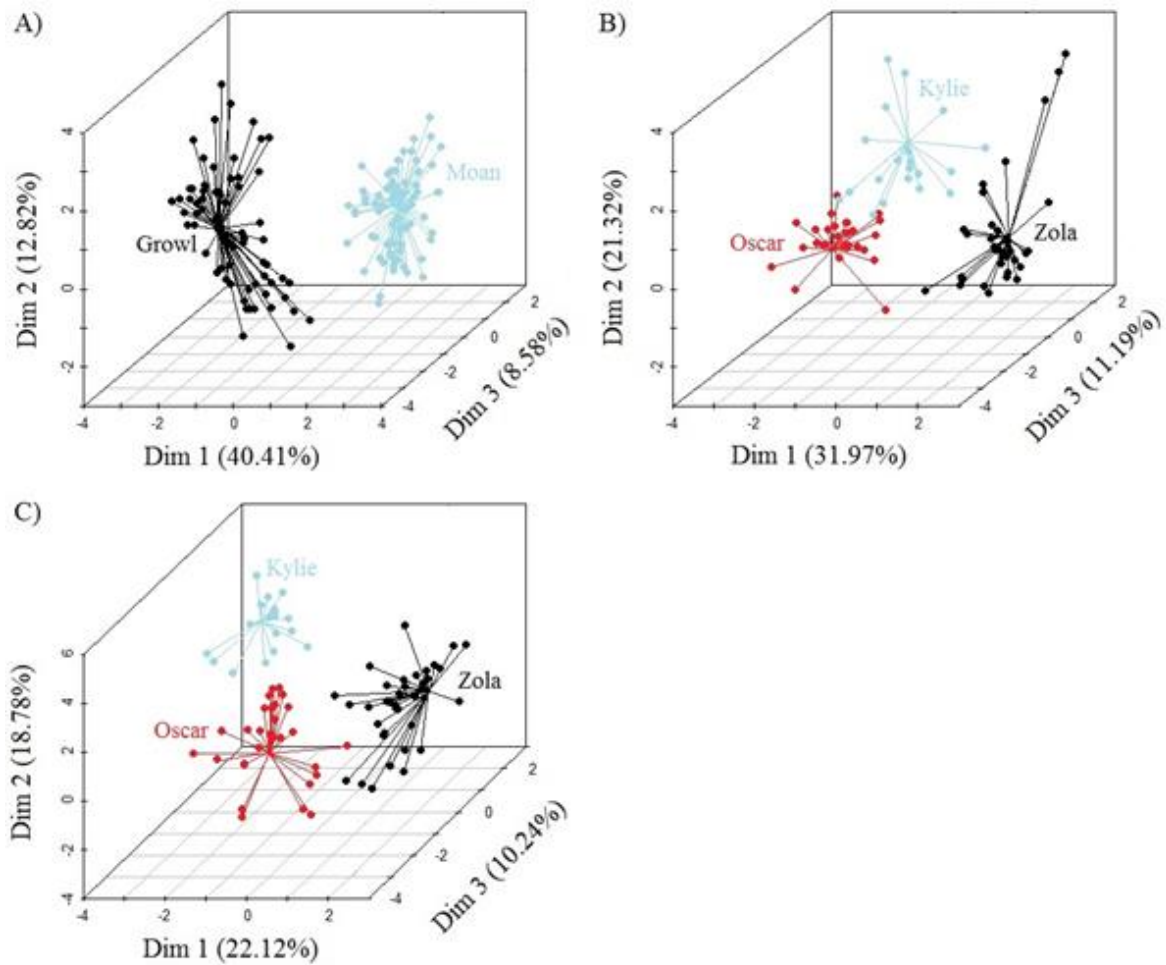 A)
Growl
Moan
4
2
0
-2
Dim 2 (12.82%)
-4
-2
0
2
4
Dim 1 (40.41%)
-4
-2
0
2
Dim 3 (8.58%)
B)
Kylie
Oscar
Zola
4
2
0
-2
Dim 2 (21.32%)
-4
-2
0
2
Dim 1 (31.97%)
-4
-2
0
2
Dim 3 (11.19%)
C)
Kylie
Zola
Oscar
6
4
2
0
-2
-4
Dim 2 (18.78%)
-4
-2
0
2
Dim 1 (22.12%)
-4
-2
0
2
Dim 3 (10.24%)